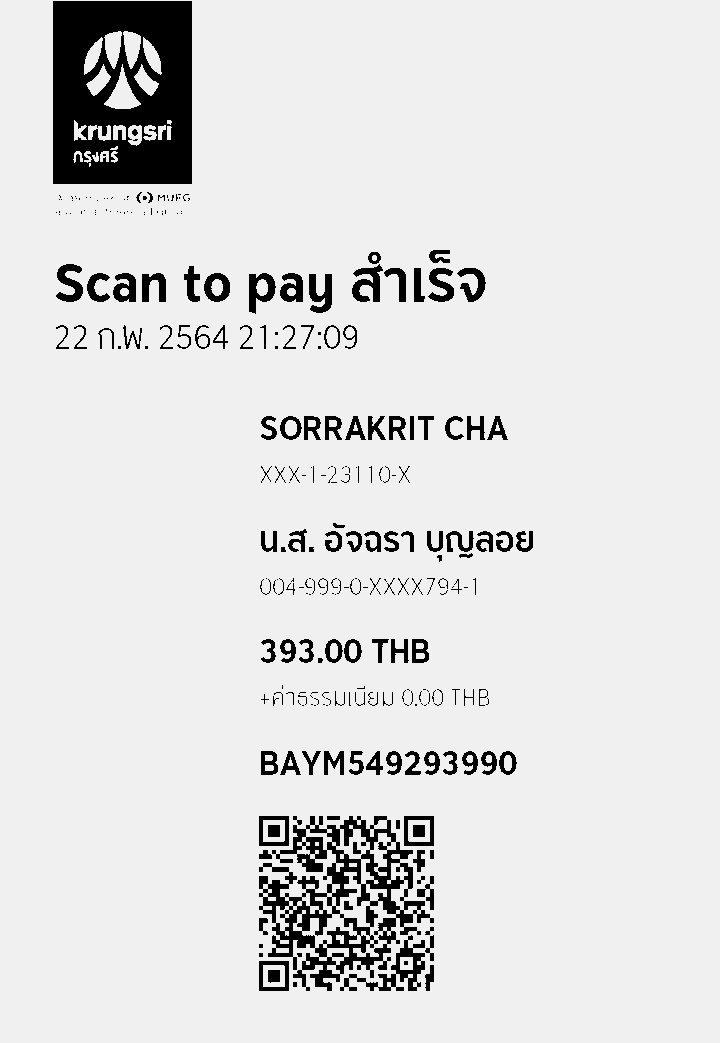 krungsri
กรุงศรี
MUFG
Scan to pay สำเร็จ
22 ก.พ. 2564 21:27:09
SORRAKRIT CHA
XXX-1-23110-X
น.ส. อัจฉรา บุญลอย
004-999-0-XXXX794-1
393.00 THB
+ค่าธรรมเนียม 0.00 THB
BAYM549293990